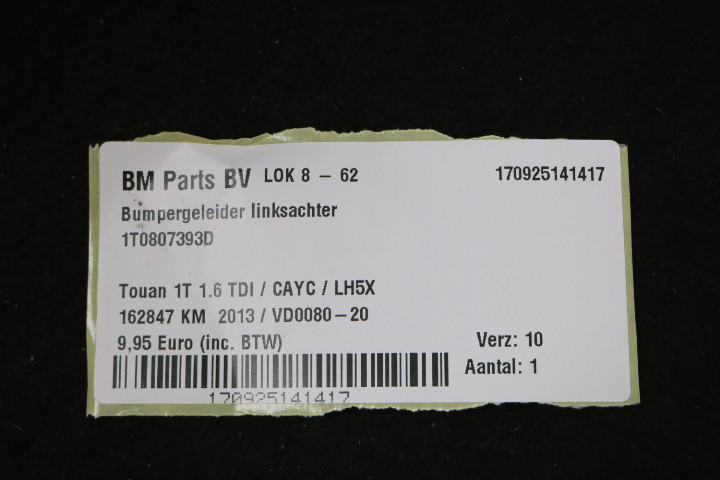 BM Parts BV LOK 8 - 62 170925141417
Bumpergeleider linksachter
1T0807393D
Touan 1T 1.6 TDI / CAYC / LH5X
162847 KM 2013 / VD0080-20
9,95 Euro (inc. BTW) Verz: 10
Aantal: 1
170925141417